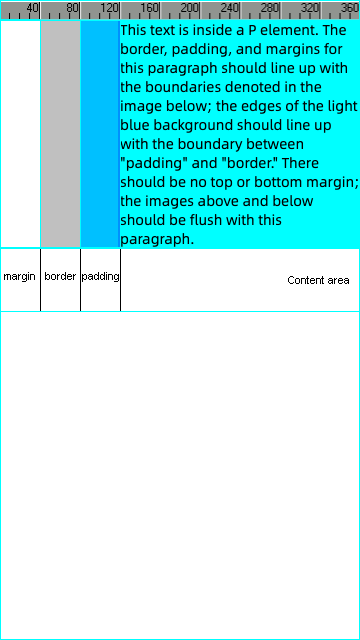 40 80 120 160 200 240 280 320 360
This text is inside a P element. The
border, padding, and margins for
this paragraph should line up with
the boundaries denoted in the
image below; the edges of the light
blue background should line up
with the boundary between
"padding" and "border." There
should be no top or bottom margin;
the images above and below
should be flush with this
paragraph.
margin border padding Content area